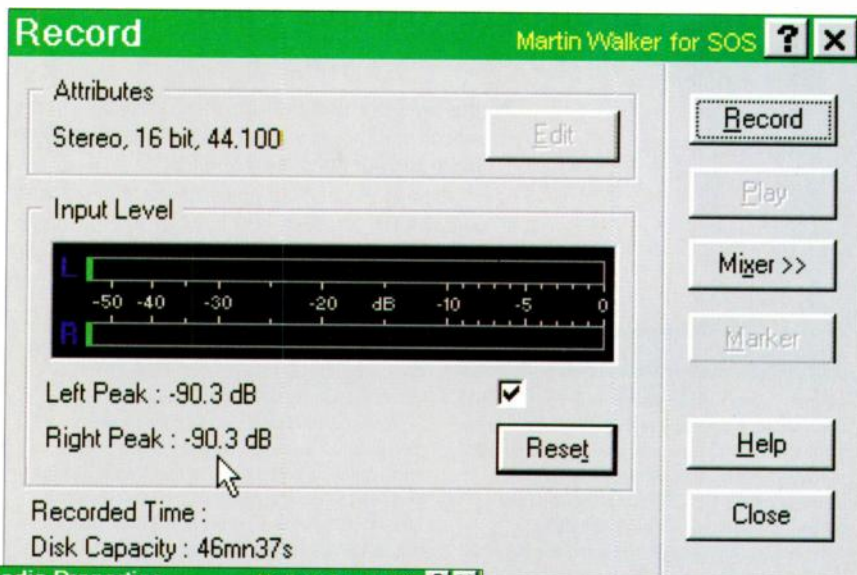 Record
Martin Walker for SOS ? X
Attributes
Stereo, 16 bit, 44.100
Edit
Record
Play
Input Level
L
-50 -40 -30 -20 dB -10 -5 0
R
Mixer >>
Marker
Left Peak : -90.3 dB
Right Peak : -90.3 dB
Reset
Help
Recorded Time :
Close
Disk Capacity : 46mn37s